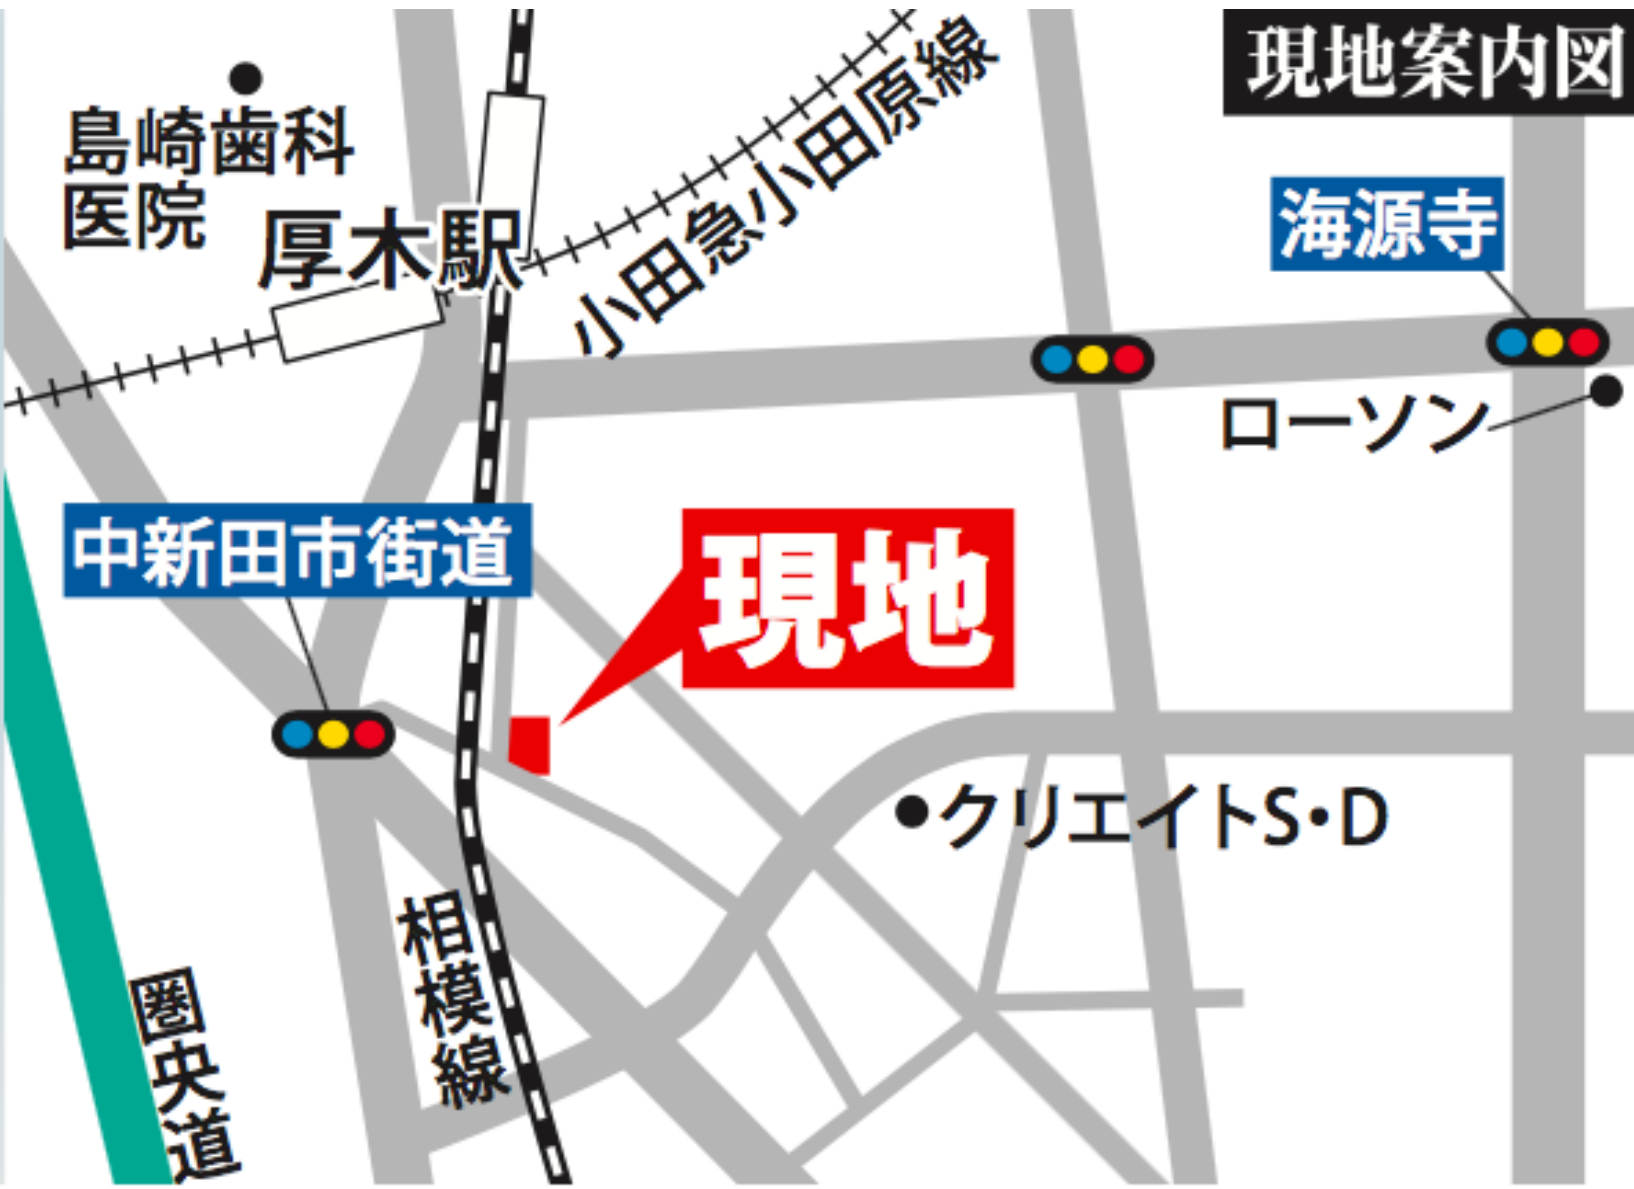 現地案内図
島崎歯科
医院
厚木駅
小田急小田原線
海源寺
ローソン
中新田市街道
現地
クリエイトS・D
相模線
圏央道